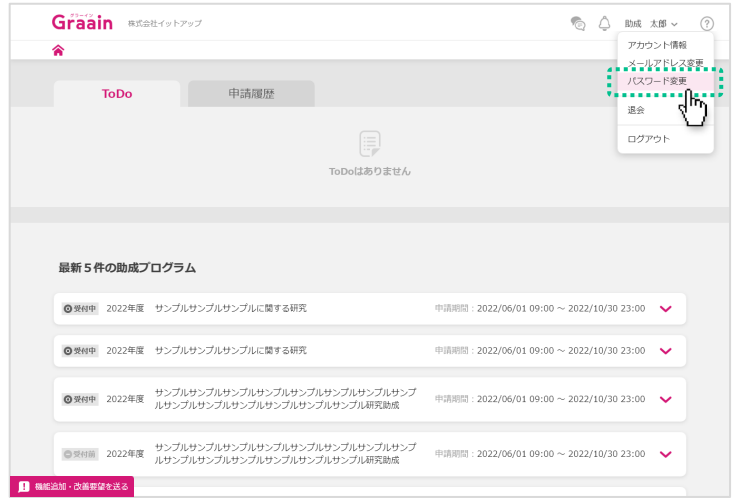 グラーイン
Graain 株式会社イットアップ 助成 太郎 ?
アカウント情報
メールアドレス変更
パスワード変更
退会
ログアウト
ToDo 申請履歴
ToDoはありません
最新５件の助成プログラム
受付中 2022年度 サンプルサンプルサンプルに関する研究 申請期間：2022/06/01 09:00 ～ 2022/10/30 23:00
受付中 2022年度 サンプルサンプルサンプルに関する研究 申請期間：2022/06/01 09:00 ～ 2022/10/30 23:00
受付中 2022年度 サンプルサンプルサンプルサンプルサンプルサンプルサンプルサンプ
ルサンプルサンプルサンプルサンプルサンプルサンプル研究助成 申請期間：2022/06/01 09:00 ～ 2022/10/30 23:00
受付前 2022年度 サンプルサンプルサンプルサンプルサンプルサンプルサンプルサンプ
ルサンプルサンプルサンプルサンプルサンプルサンプル研究助成 申請期間：2022/06/01 09:00 ～ 2022/10/30 23:00
機能追加・改善要望を送る